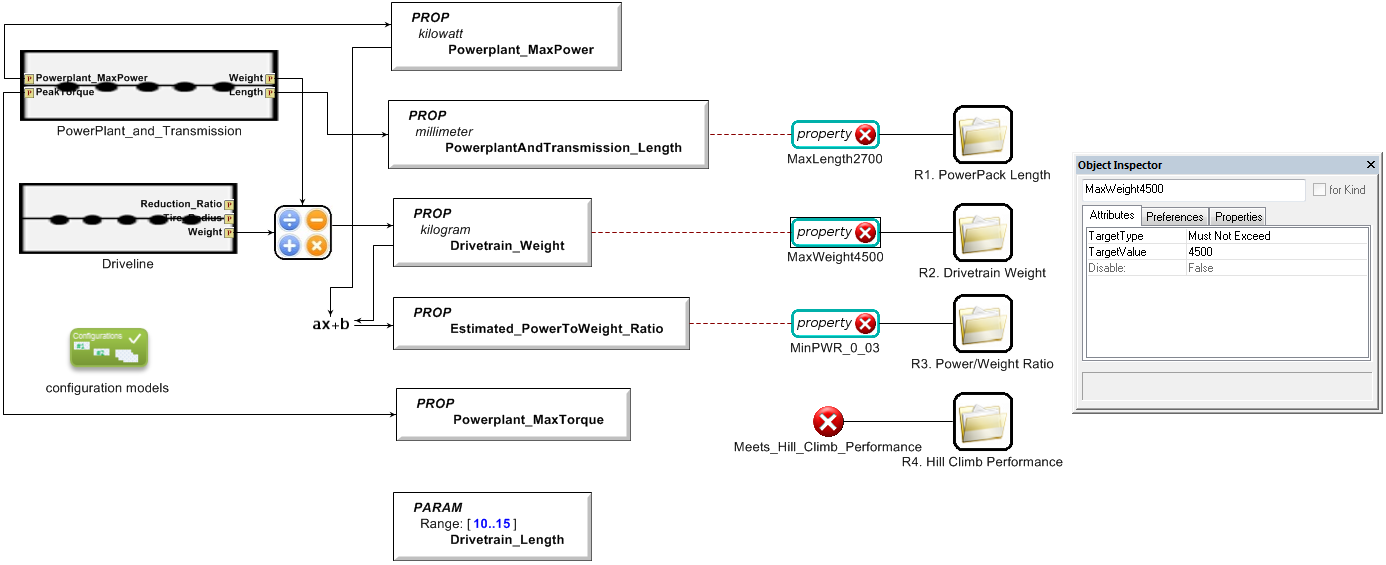 PROP
kilowatt
Powerplant_MaxPower
Powerplant_MaxPower
Weight
PeakTorque
Length
P
P
P
P
PowerPlant_and_Transmission
PROP
millimeter
PowerplantAndTransmission_Length
property
MaxLength2700
R1. PowerPack Length
Reduction_Ratio
Tire_Radius
Weight
P
P
P
Driveline
PROP
kilogram
Drivetrain_Weight
property
MaxWeight4500
R2. Drivetrain Weight
ax+b
PROP
Estimated_PowerToWeight_Ratio
property
MinPWR_0_03
R3. Power/Weight Ratio
Configurations
#1
#2
configuration models
PROP
Powerplant_MaxTorque
Meets_Hill_Climb_Performance
R4. Hill Climb Performance
PARAM
Range: [ 10..15 ]
Drivetrain_Length
Object Inspector
MaxWeight4500
for Kind
Attributes Preferences Properties
TargetType Must Not Exceed
TargetValue 4500
Disable: False